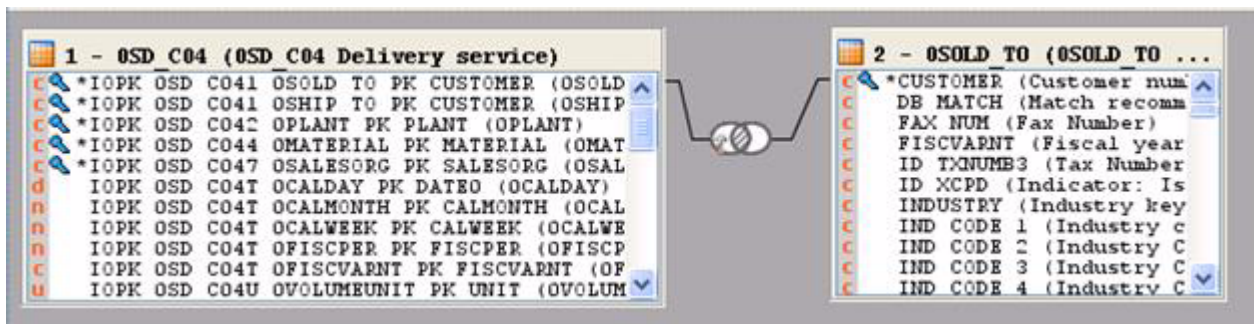 1 - 0SD_C04 (0SD_C04 Delivery service)
c *IOPK OSD C041 OSOLD TO PK CUSTOMER (OSOLD
c *IOPK OSD C041 OSHIP TO PK CUSTOMER (OSHIP
c *IOPK OSD C042 OPLANT PK PLANT (OPLANT)
c *IOPK OSD C044 OMATERIAL PK MATERIAL (OMAT
c *IOPK OSD C047 OSALESORG PK SALESORG (OSAL
d IOPK OSD C04T OCALDAY PK DATE0 (OCALDAY)
n IOPK OSD C04T OCALMONTH PK CALMONTH (OCAL
n IOPK OSD C04T OCALWEEK PK CALWEEK (OCALWE
n IOPK OSD C04T OFISCPER PK FISCPER (OFISCP
c IOPK OSD C04T OFISCVARNT PK FISCVARNT (OF
u IOPK OSD C04U OVOLUMEUNIT PK UNIT (OVOLUM
2 - 0SOLD_TO (0SOLD_TO ...
c *CUSTOMER (Customer num
c DB MATCH (Match recomm
c FAX NUM (Fax Number)
c FISCVARNT (Fiscal year
c ID TXNUMB3 (Tax Number
c ID XCPD (Indicator: Is
c INDUSTRY (Industry key
c IND CODE 1 (Industry c
c IND CODE 2 (Industry C
c IND CODE 3 (Industry C
c IND CODE 4 (Industry C